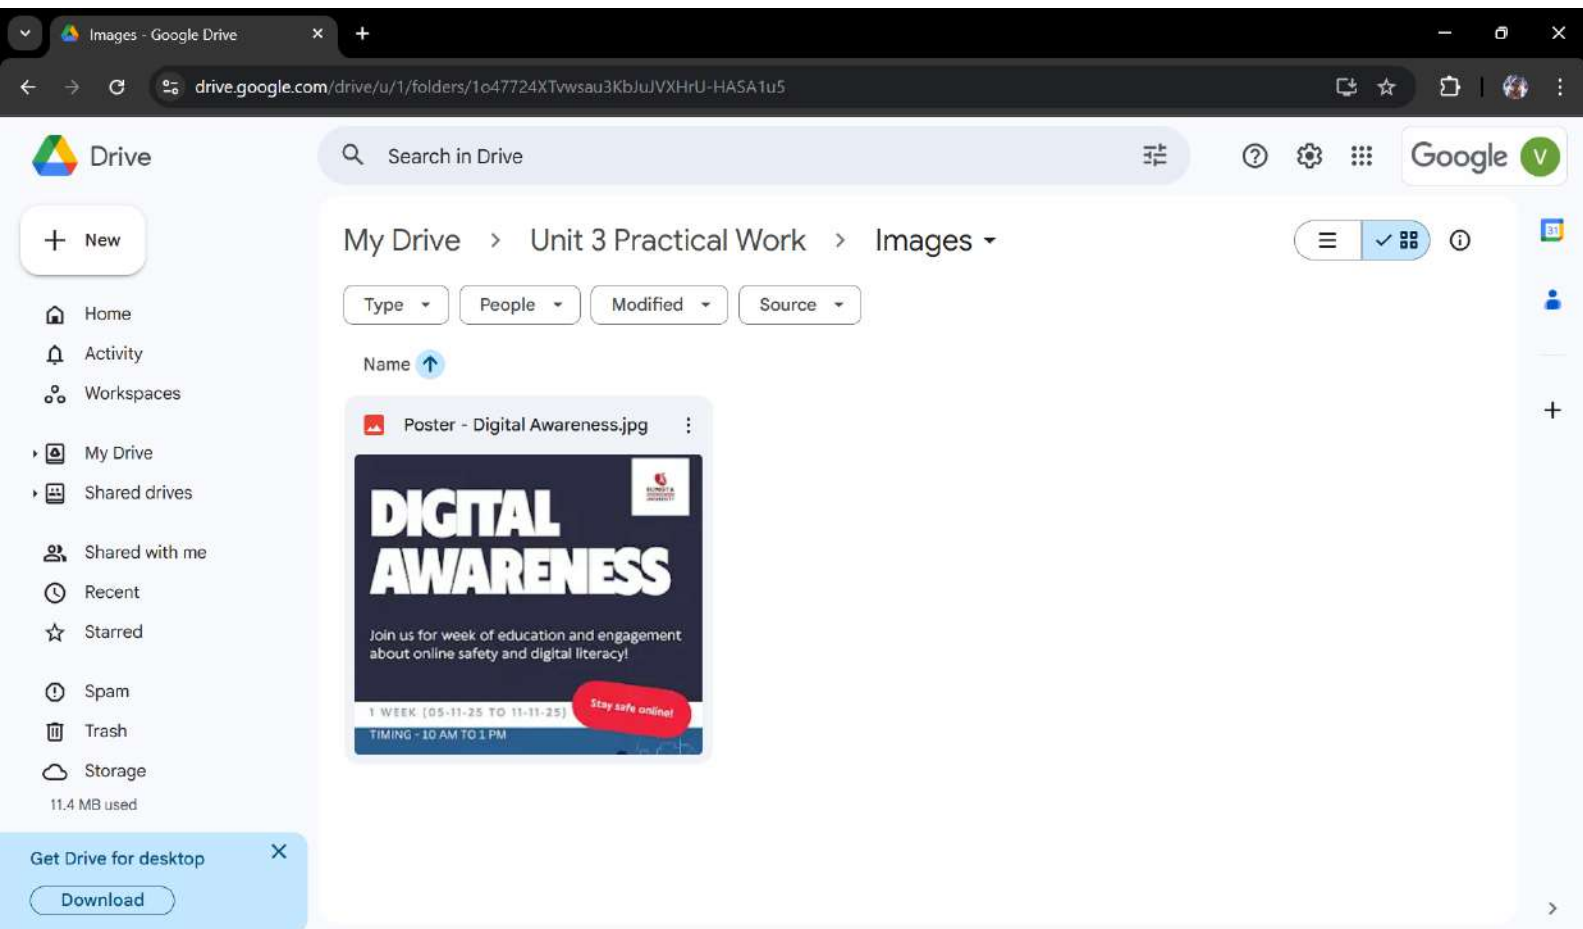 Images - Google Drive
drive.google.com/drive/u/1/folders/1o47724XTvwsau3KbJuJVXHrU-HASA1u5
Drive
Search in Drive
Google V
New
My Drive > Unit 3 Practical Work > Images
31
Type People Modified Source
Home
Activity
Name
Workspaces
Poster - Digital Awareness.jpg
My Drive
Shared drives
DIGITAL
AWARENESS
Shared with me
Recent
Starred
Join us for week of education and engagement
about online safety and digital literacy!
Spam
Stay safe online!
1 WEEK (05-11-25 TO 11-11-25)
Trash
TIMING - 10 AM TO 1 PM
Storage
11.4 MB used
Get Drive for desktop
Download